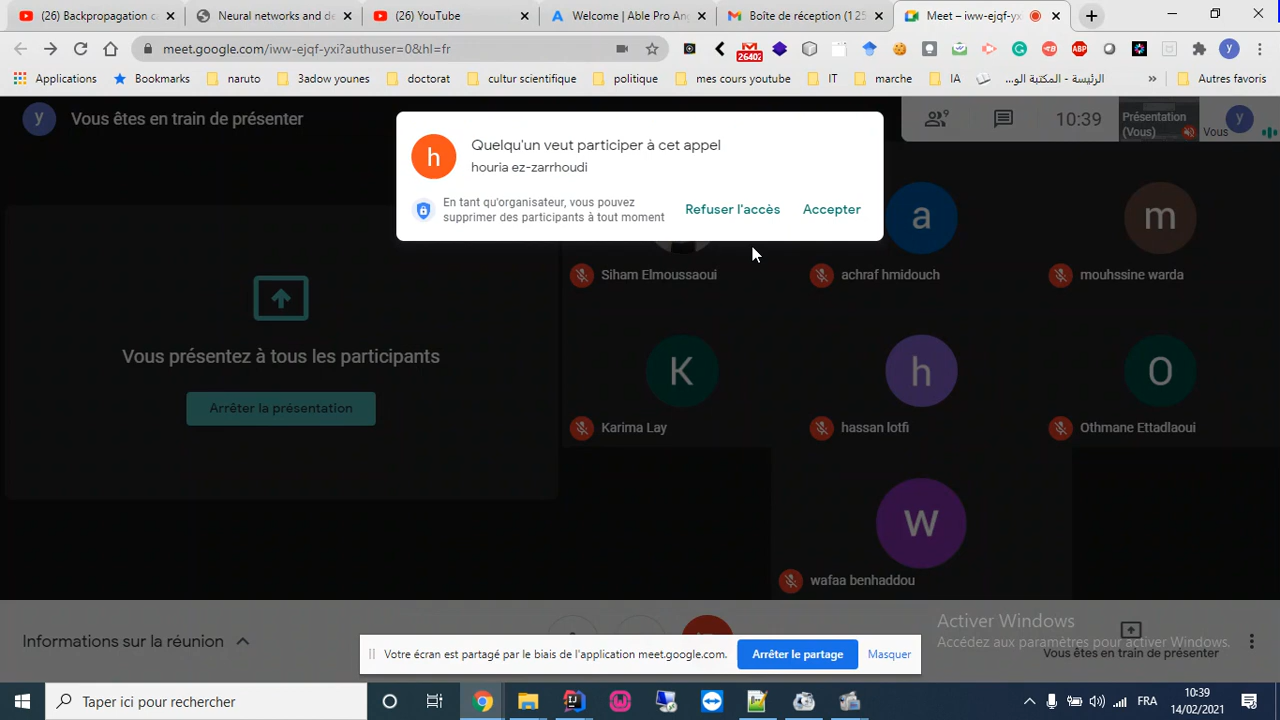 (26) Backpropagation c
Neural networks and de
(26) YouTube
Welcome | Able Pro Ang
Boîte de réception (1 25
Meet – iww-ejqf-yx
meet.google.com/iww-ejqf-yxi?authuser=0&hl=fr
26402
ABP
y
Applications
Bookmarks
naruto
3adow younes
doctorat
cultur scientifique
politique
mes cours youtube
IT
marche
IA
الرئيسة - المكتبة الو...
»
Autres favoris
y
Vous êtes en train de présenter
9
10:39
Présentation
(Vous)
Vous
y
h
Quelqu'un veut participer à cet appel
houria ez-zarrhoudi
En tant qu'organisateur, vous pouvez
supprimer des participants à tout moment
Refuser l'accès
Accepter
a
m
Siham Elmoussaoui
achraf hmidouch
mouhssine warda
Vous présentez à tous les participants
Arrêter la présentation
K
h
O
Karima Lay
hassan lotfi
Othmane Ettadlaoui
W
wafaa benhaddou
Informations sur la réunion
Votre écran est partagé par le biais de l'application meet.google.com.
Arrêter le partage
Masquer
Activer Windows
Accédez aux paramètres pour activer Windows.
Vous êtes en train de présenter
Taper ici pour rechercher
FRA
10:39
14/02/2021